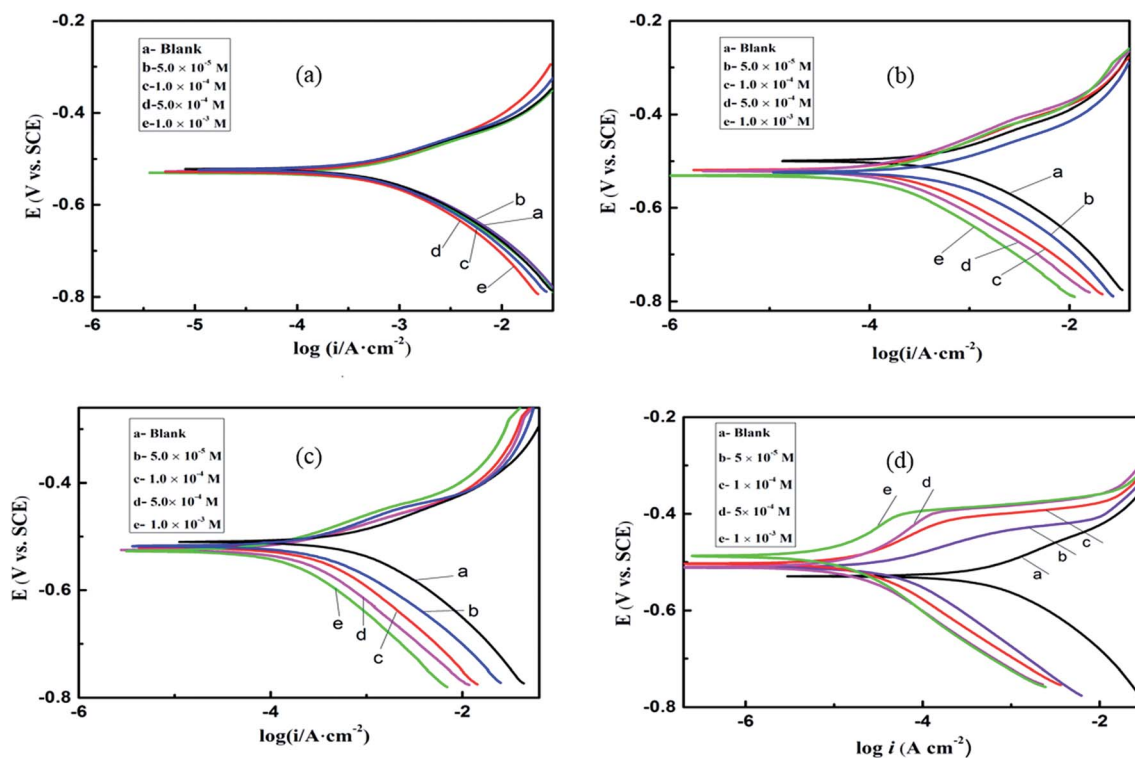 -0.2
a- Blank
b-5.0 × 10⁻⁵ M
c-1.0 × 10⁻⁴ M
d-5.0× 10⁻⁴ M
e-1.0 × 10⁻³ M
(a)
-0.4
-0.6
-0.8
E (V vs. SCE)
b
a
d
c
e
-6 -5 -4 -3 -2
log (i/A·cm⁻²)
-0.2
a- Blank
b- 5.0 × 10⁻⁵ M
c- 1.0 × 10⁻⁴ M
d- 5.0 × 10⁻⁴ M
e- 1.0× 10⁻³ M
(b)
-0.4
-0.6
-0.8
E (V vs. SCE)
a
b
e
d
c
-6 -4 -2
log(i/A·cm⁻²)
a- Blank
b- 5.0 × 10⁻⁵ M
c- 1.0 × 10⁻⁴ M
d- 5.0× 10⁻⁴ M
e- 1.0× 10⁻³ M
(c)
-0.4
-0.6
-0.8
E (V vs. SCE)
a
b
e
d
c
-6 -4 -2
log(i/A·cm⁻²)
-0.2
a- Blank
b- 5 × 10⁻⁵ M
c- 1 × 10⁻⁴ M
d- 5× 10⁻⁴ M
e- 1 × 10⁻³ M
(d)
-0.4
-0.6
-0.8
E (V vs. SCE)
e
d
c
b
a
-6 -4 -2
log i (A cm⁻²)